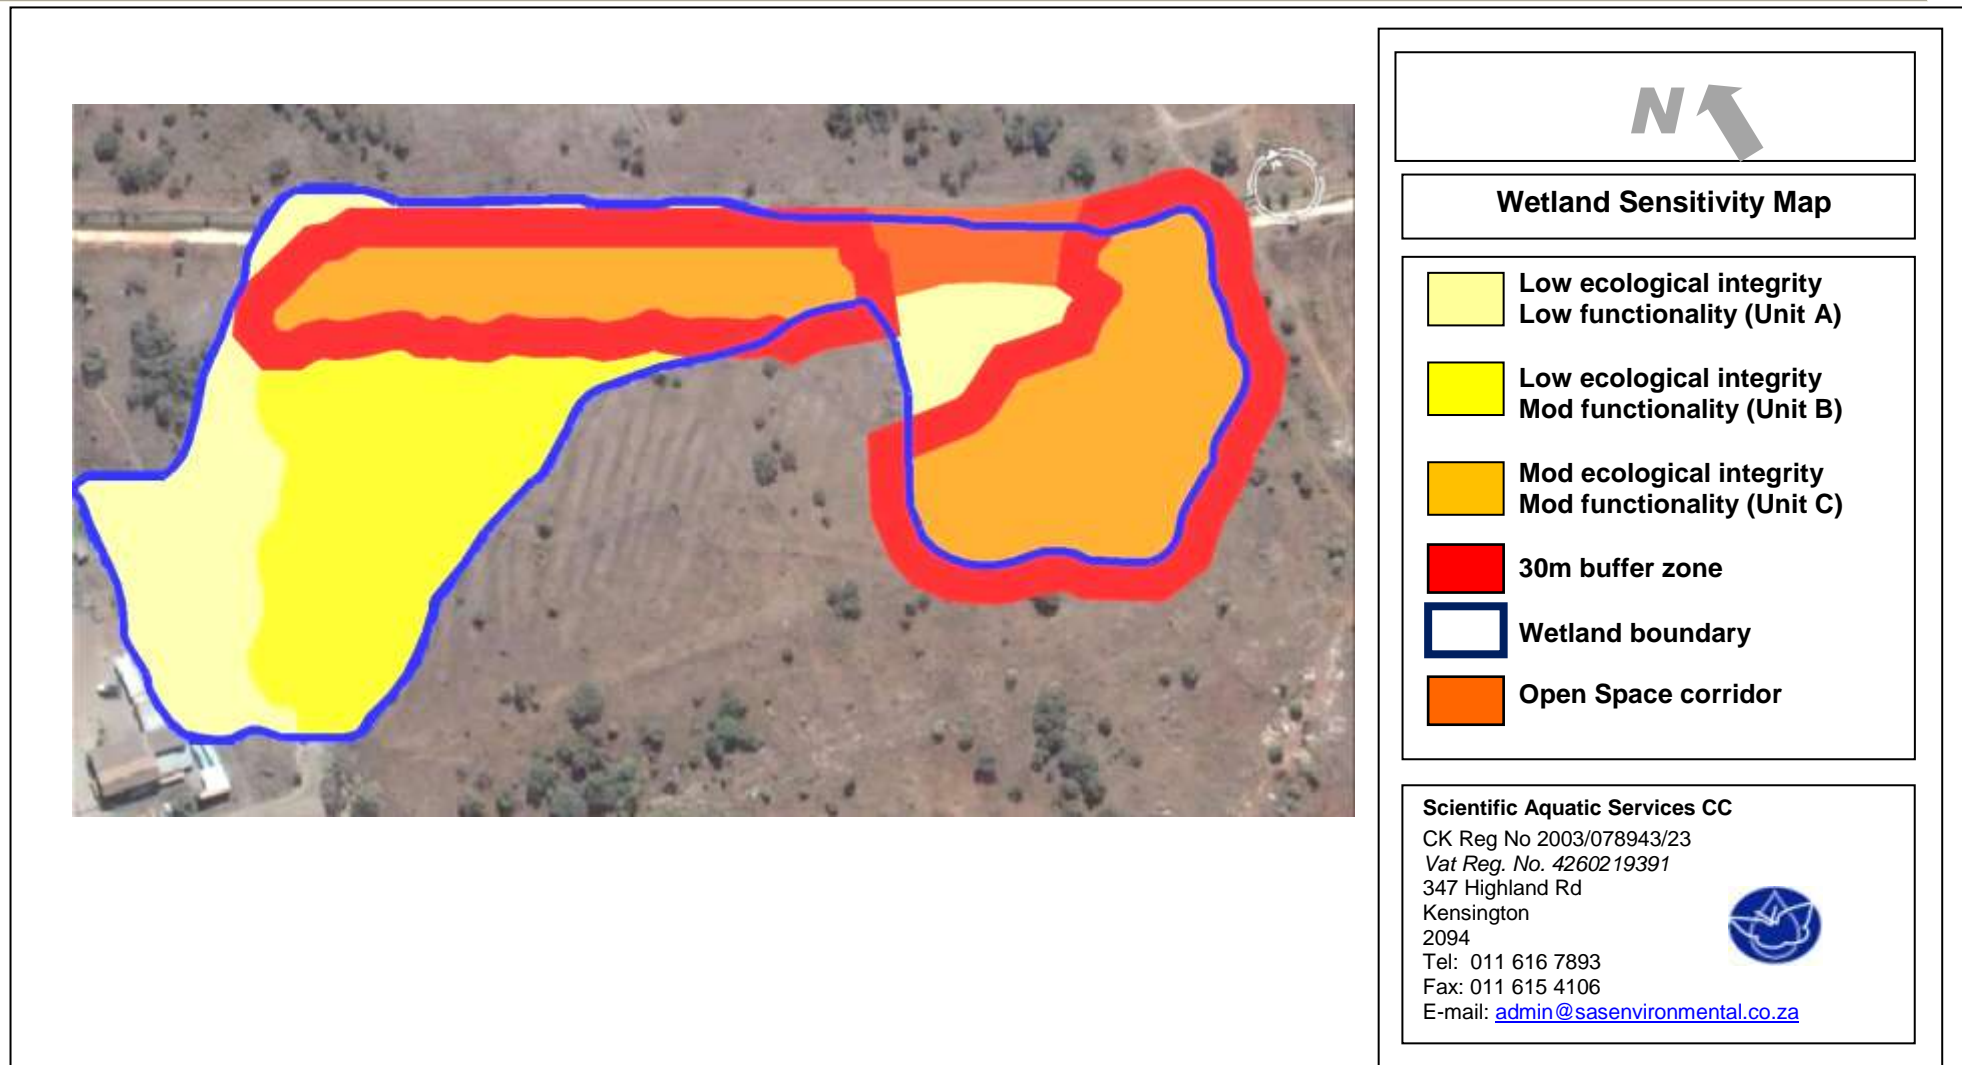 N
Wetland Sensitivity Map
Low ecological integrity
Low functionality (Unit A)
Low ecological integrity
Mod functionality (Unit B)
Mod ecological integrity
Mod functionality (Unit C)
30m buffer zone
Wetland boundary
Open Space corridor
Scientific Aquatic Services CC
CK Reg No 2003/078943/23
Vat Reg. No. 4260219391
347 Highland Rd
Kensington
2094
Tel: 011 616 7893
Fax: 011 615 4106
E-mail: admin@sasenvironmental.co.za